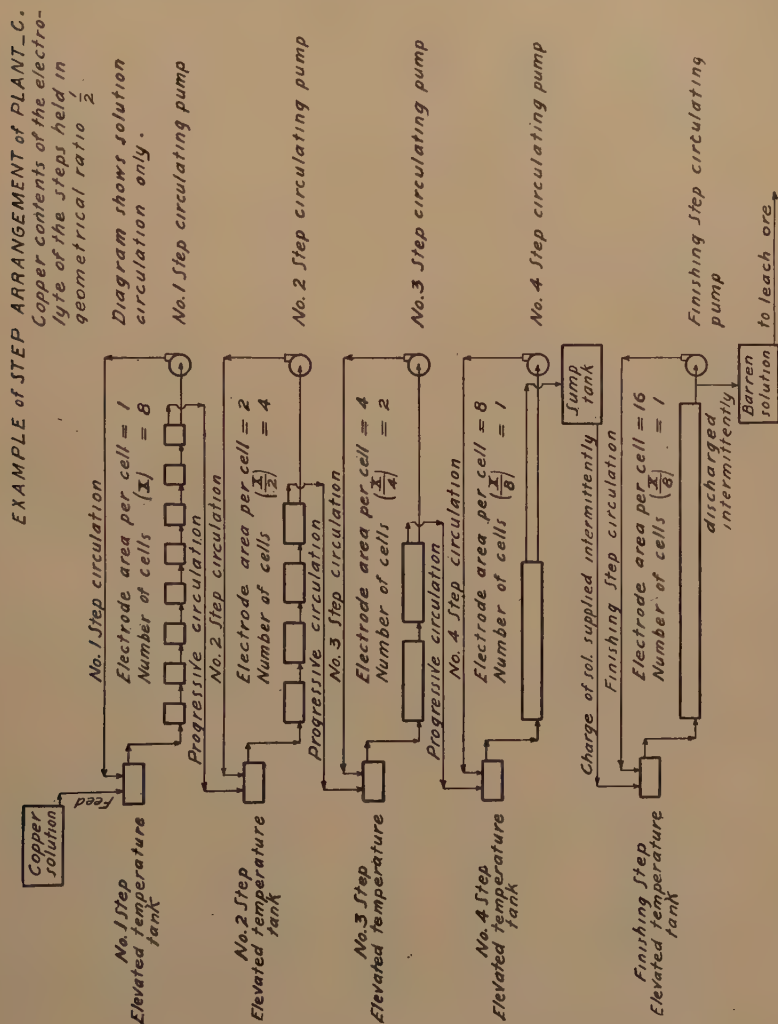 EXAMPLE of STEP ARRANGEMENT of PLANT_C.
Copper contents of the electro-
lyte of the steps held in
geometrical ratio 1/2
Diagram shows solution
circulation only.
Copper
solution
Feed
No.1 Step
Elevated temperature
tank
No.1 Step circulation
Electrode area per cell = 1
Number of cells (X) = 8
No.1 Step circulating pump
Progressive circulation
No.2 Step
Elevated temperature
tank
No.2 Step circulation
Electrode area per cell = 2
Number of cells (X/2) = 4
No.2 Step circulating pump
Progressive circulation
No.3 Step
Elevated temperature
tank
No.3 Step circulation
Electrode area per cell = 4
Number of cells (X/4) = 2
No.3 Step circulating pump
Progressive circulation
No.4 Step
Elevated temperature
tank
No.4 Step circulation
Electrode area per cell = 8
Number of cells (X/8) = 1
No.4 Step circulating pump
Sump
tank
Charge of sol. supplied intermittently
Finishing Step
Elevated temperature
tank
Finishing Step circulation
Electrode area per cell = 16
Number of cells (X/8) = 1
Finishing Step circulating
pump
discharged
intermittently
Barren
solution
to leach ore